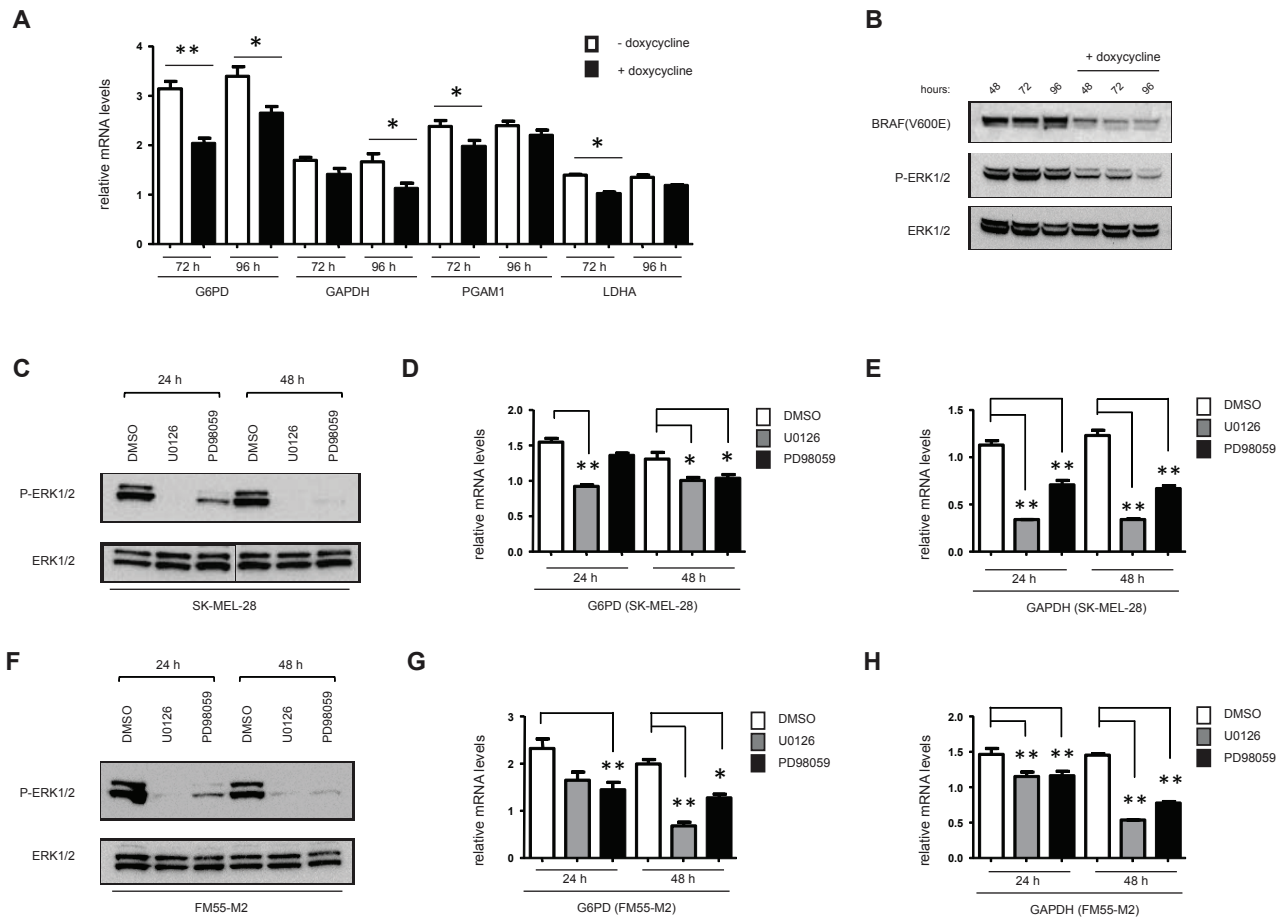 A
relative mRNA levels
4
3
2
1
0
** * * * *
- doxycycline
+ doxycycline
72 h 96 h 72 h 96 h 72 h 96 h 72 h 96 h
G6PD GAPDH PGAM1 LDHA
B
+ doxycycline
hours: 48 72 96 48 72 96
BRAF(V600E)
P-ERK1/2
ERK1/2
C
24 h 48 h
DMSO U0126 PD98059 DMSO U0126 PD98059
P-ERK1/2
ERK1/2
SK-MEL-28
D
relative mRNA levels
2.0
1.5
1.0
0.5
0.0
** * *
DMSO
U0126
PD98059
24 h 48 h
G6PD (SK-MEL-28)
E
relative mRNA levels
1.5
1.0
0.5
0.0
** ** ** **
DMSO
U0126
PD98059
24 h 48 h
GAPDH (SK-MEL-28)
F
24 h 48 h
DMSO U0126 PD98059 DMSO U0126 PD98059
P-ERK1/2
ERK1/2
FM55-M2
G
relative mRNA levels
3
2
1
0
** ** *
DMSO
U0126
PD98059
24 h 48 h
G6PD (FM55-M2)
H
relative mRNA levels
2.0
1.5
1.0
0.5
0.0
** ** ** **
DMSO
U0126
PD98059
24 h 48 h
GAPDH (FM55-M2)